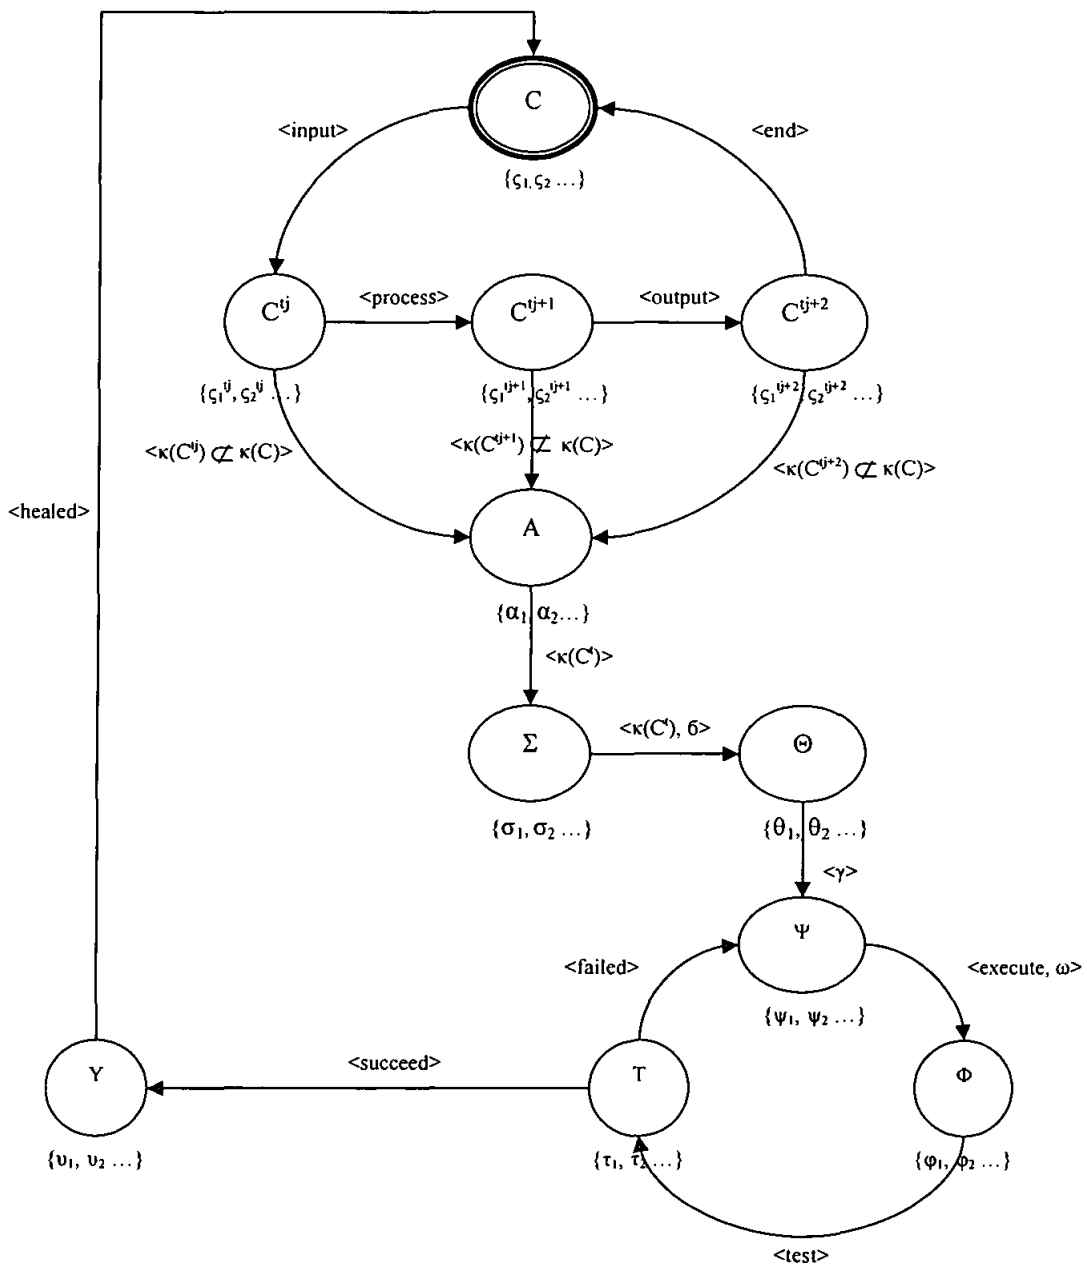 C
<input>
<end>
{ς₁, ς₂ …}
C^tj
<process>
C^tj+1
<output>
C^tj+2
{ς₁^tj, ς₂^tj …}
{ς₁^tj+1, ς₂^tj+1 …}
{ς₁^tj+2, ς₂^tj+2 …}
<κ(C^tj) ⊄ κ(C)>
<κ(C^tj+1) ⊄ κ(C)>
<κ(C^tj+2) ⊄ κ(C)>
<healed>
A
{α₁, α₂…}
<κ(C^t)>
Σ
<κ(C^t), б>
Θ
{σ₁, σ₂ …}
{θ₁, θ₂ …}
<γ>
Ψ
<failed>
<execute, ω>
{ψ₁, ψ₂ …}
Υ
<succeed>
Τ
Φ
{υ₁, υ₂ …}
{τ₁, τ₂ …}
{φ₁, φ₂ …}
<test>